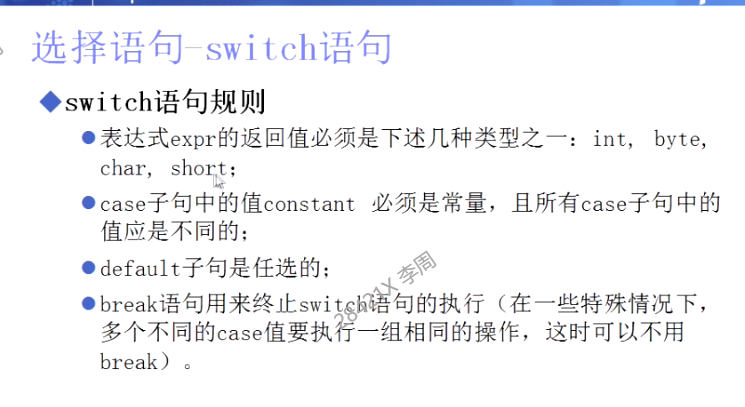 选择语句-switch语句
switch语句规则
表达式expr的返回值必须是下述几种类型之一：int, byte,
char, short;
case子句中的值constant 必须是常量，且所有case子句中的
值应是不同的;
default子句是任选的;
break语句用来终止switch语句的执行（在一些特殊情况下，
多个不同的case值要执行一组相同的操作，这时可以不用
break）。
28421X 李周